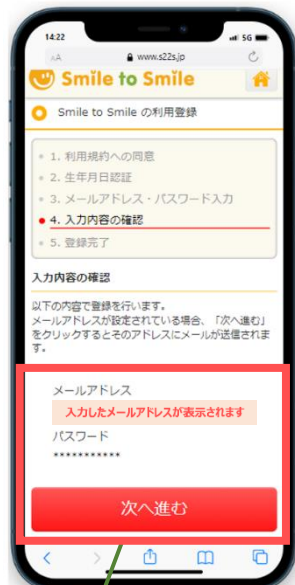 14:22
5G
AA
www.s22s.jp
Smile to Smile
Smile to Smile の利用登録
1. 利用規約への同意
2. 生年月日認証
3. メールアドレス・パスワード入力
4. 入力内容の確認
5. 登録完了
入力内容の確認
以下の内容で登録を行います。
メールアドレスが設定されている場合、「次へ進む」
をクリックするとそのアドレスにメールが送信されま
す。
メールアドレス
入力したメールアドレスが表示されます
パスワード
***********
次へ進む